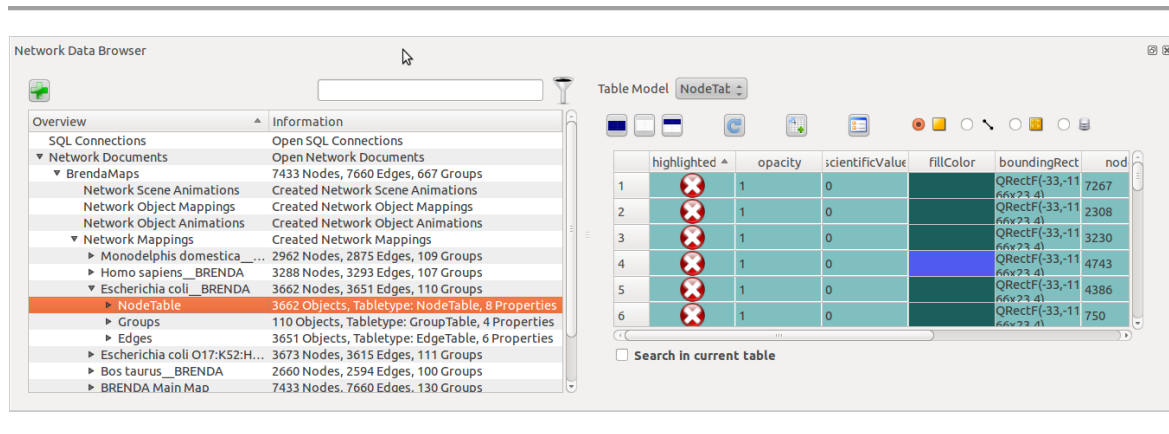 Network Data Browser
Overview Information
SQL Connections Open SQL Connections
Network Documents Open Network Documents
BrendaMaps 7433 Nodes, 7660 Edges, 667 Groups
Network Scene Animations Created Network Scene Animations
Network Object Mappings Created Network Object Mappings
Network Object Animations Created Network Object Animations
Network Mappings Created Network Mappings
Monodelphis domestica__... 2962 Nodes, 2875 Edges, 109 Groups
Homo sapiens__BRENDA 3288 Nodes, 3293 Edges, 107 Groups
Escherichia coli__BRENDA 3662 Nodes, 3651 Edges, 110 Groups
NodeTable 3662 Objects, Tabletype: NodeTable, 8 Properties
Groups 110 Objects, Tabletype: GroupTable, 4 Properties
Edges 3651 Objects, Tabletype: EdgeTable, 6 Properties
Escherichia coli O17:K52:H... 3673 Nodes, 3615 Edges, 111 Groups
Bos taurus__BRENDA 2660 Nodes, 2594 Edges, 100 Groups
BRENDA Main Map 7433 Nodes, 7660 Edges, 130 Groups
Table Model NodeTab
highlighted opacity scientificValue fillColor boundingRect nod
1 1 0 QRectF(-33,-11 66x23.4) 7267
2 1 0 QRectF(-33,-11 66x23.4) 2308
3 1 0 QRectF(-33,-11 66x23.4) 3230
4 1 0 QRectF(-33,-11 66x23.4) 4743
5 1 0 QRectF(-33,-11 66x23.4) 4386
6 1 0 QRectF(-33,-11 66x23.4) 750
Search in current table